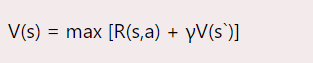 V(s) = max [R(s,a) + γV(s`)]